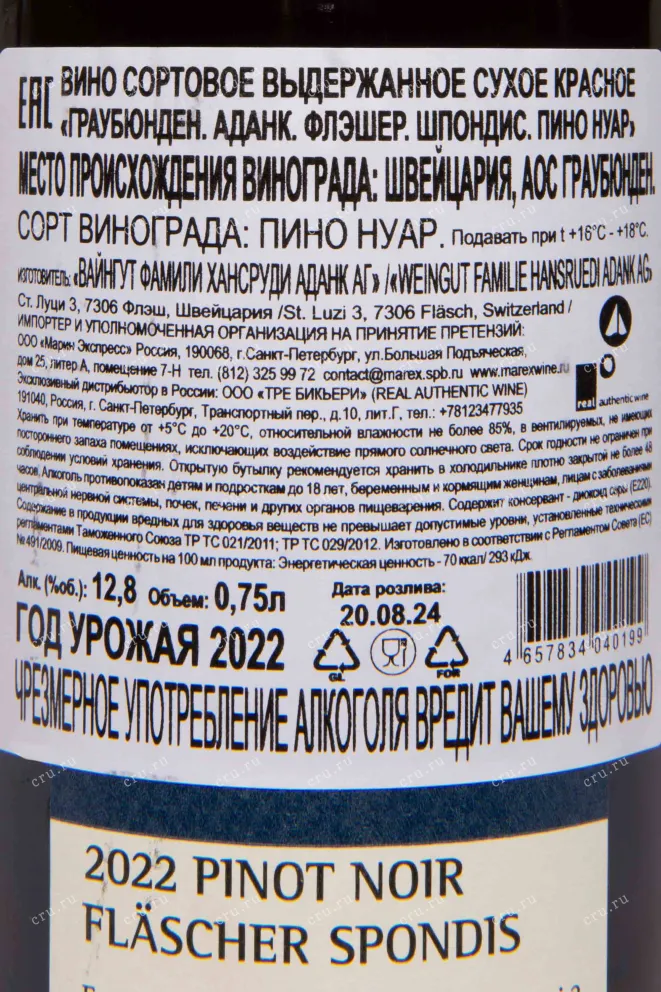 ЕАС ВИНО СОРТОВОЕ ВЫДЕРЖАННОЕ СУХОЕ КРАСНОЕ
«ГРАУБЮНДЕН. АДАНК. ФЛЭШЕР. ШПОНДИС. ПИНО НУАР»
МЕСТО ПРОИСХОЖДЕНИЯ ВИНОГРАДА: ШВЕЙЦАРИЯ, АОС ГРАУБЮНДЕН.
СОРТ ВИНОГРАДА: ПИНО НУАР. Подавать при t +16°С - +18С.
ИЗГОТОВИТЕЛЬ: «ВАЙНГУТ ФАМИЛИ ХАНСРУДИ АДАНК АГ» /«WEINGUT FAMILIE HANSRUEDI ADANK AG»
Ст. Луци 3, 7306 Флэш, Швейцария /St. Luzi 3, 7306 Fläsch, Switzerland /
ИМПОРТЕР И УПОЛНОМОЧЕННАЯ ОРГАНИЗАЦИЯ НА ПРИНЯТИЕ ПРЕТЕНЗИЙ:
ООО «Марин Экспресс» Россия, 190068, г.Санкт-Петербург, ул.Большая Подъяческая,
дом 25, литер А, помещение 7-Н тел. (812) 325 99 72 contact@marex.spb.ru www.marexwine.ru
Эксклюзивный дистрибьютор в России: ООО «ТРЕ БИКЬЕРИ» (REAL AUTHENTIC WINE)
191040, Россия, г. Санкт-Петербург, Транспортный пер., д.10, лит.Г, тел.: +78123477935
real authentic wine
Хранить при температуре от +5°С до +20°С, относительной влажности не более 85%, в вентилируемых, не имеющих
постороннего запаха помещениях, исключающих воздействие прямого солнечного света. Срок годности не ограничен при
соблюдении условий хранения. Открытую бутылку рекомендуется хранить в холодильнике плотно закрытой не более 48
часов. Алкоголь противопоказан детям и подросткам до 18 лет, беременным и кормящим женщинам, лицам с заболеваниями
центральной нервной системы, почек, печени и других органов пищеварения. Содержит консервант - диоксид серы (Е220).
Содержание в продукции вредных для здоровья веществ не превышает допустимые уровни, установленные техническим
регламентами Таможенного Союза ТР ТС 021/2011; ТР ТС 029/2012. Изготовлено в соответствии с Регламентом Совета (ЕС)
№ 491/2009. Пищевая ценность на 100 мл продукта: Энергетическая ценность - 70 ккал/ 293 кДж.
Алк. (%об.): 12,8 Объем: 0,75л
Дата розлива:
20.08.24
ГОД УРОЖАЯ 2022
GL
FOR
4 657834 040199
ЧРЕЗМЕРНОЕ УПОТРЕБЛЕНИЕ АЛКОГОЛЯ ВРЕДИТ ВАШЕМУ ЗДОРОВЬЮ
2022 PINOT NOIR
FLÄSCHER SPONDIS